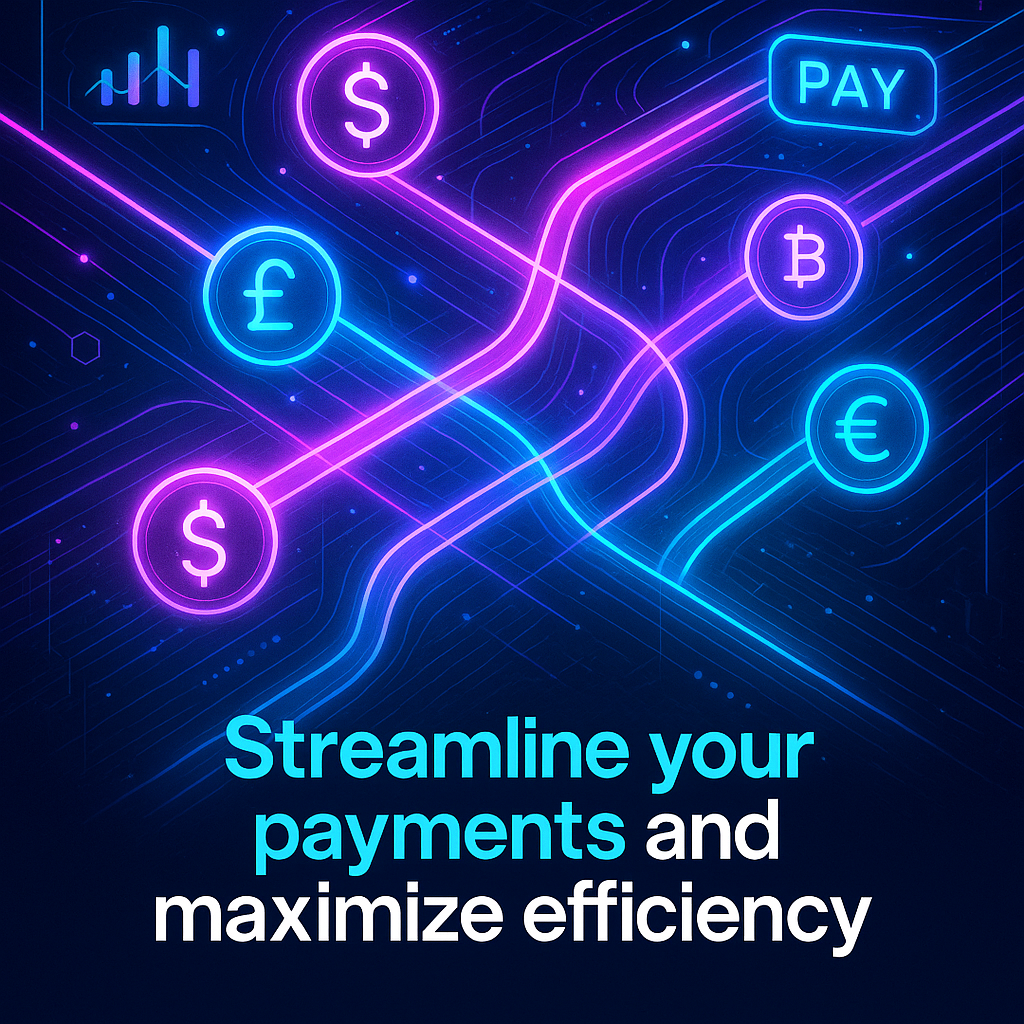 $
PAY
£
₿
€
$
Streamline your
payments and
maximize efficiency